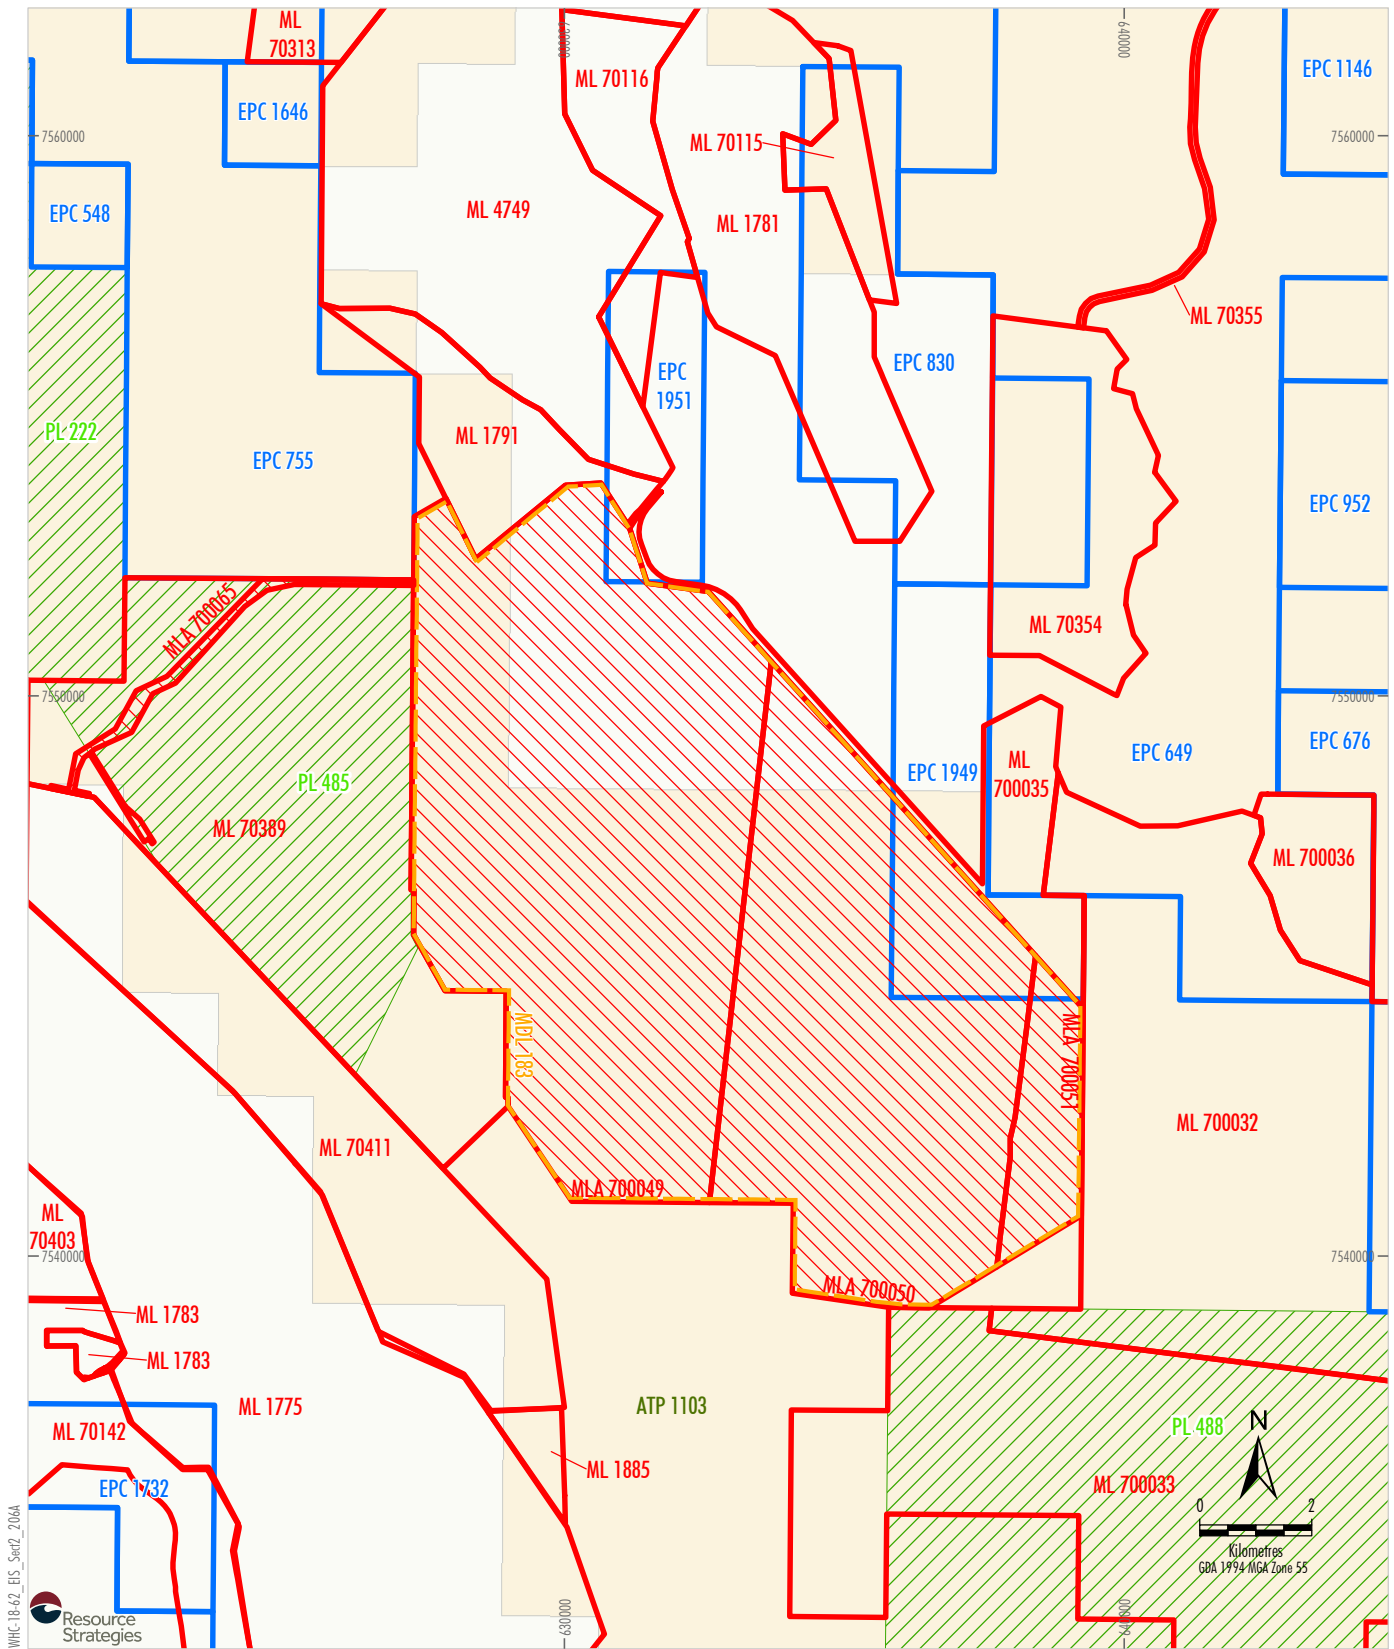 ML
70313
630000
640000
EPC 1146
ML 70116
EPC 1646
7560000
7560000
ML 70115
EPC 548
ML 4749
ML 1781
ML 70355
EPC 830
EPC
1951
PL 222
ML 1791
EPC 755
EPC 952
MLA 700065
ML 70354
7550000
7550000
EPC 649
EPC 676
ML
700035
EPC 1949
PL 485
ML 70389
ML 700036
MDL 183
MLA 700051
ML 700032
ML 70411
MLA 700049
ML
70403
7540000
7540000
MLA 700050
ML 1783
ML 1783
ML 1775
ATP 1103
ML 70142
PL 488
N
ML 1885
EPC 1732
ML 700033
0 2
Kilometres
GDA 1994 MGA Zone 55
WHC-18-62_EIS_Sect2_206A
Resource
Strategies
630000
640000